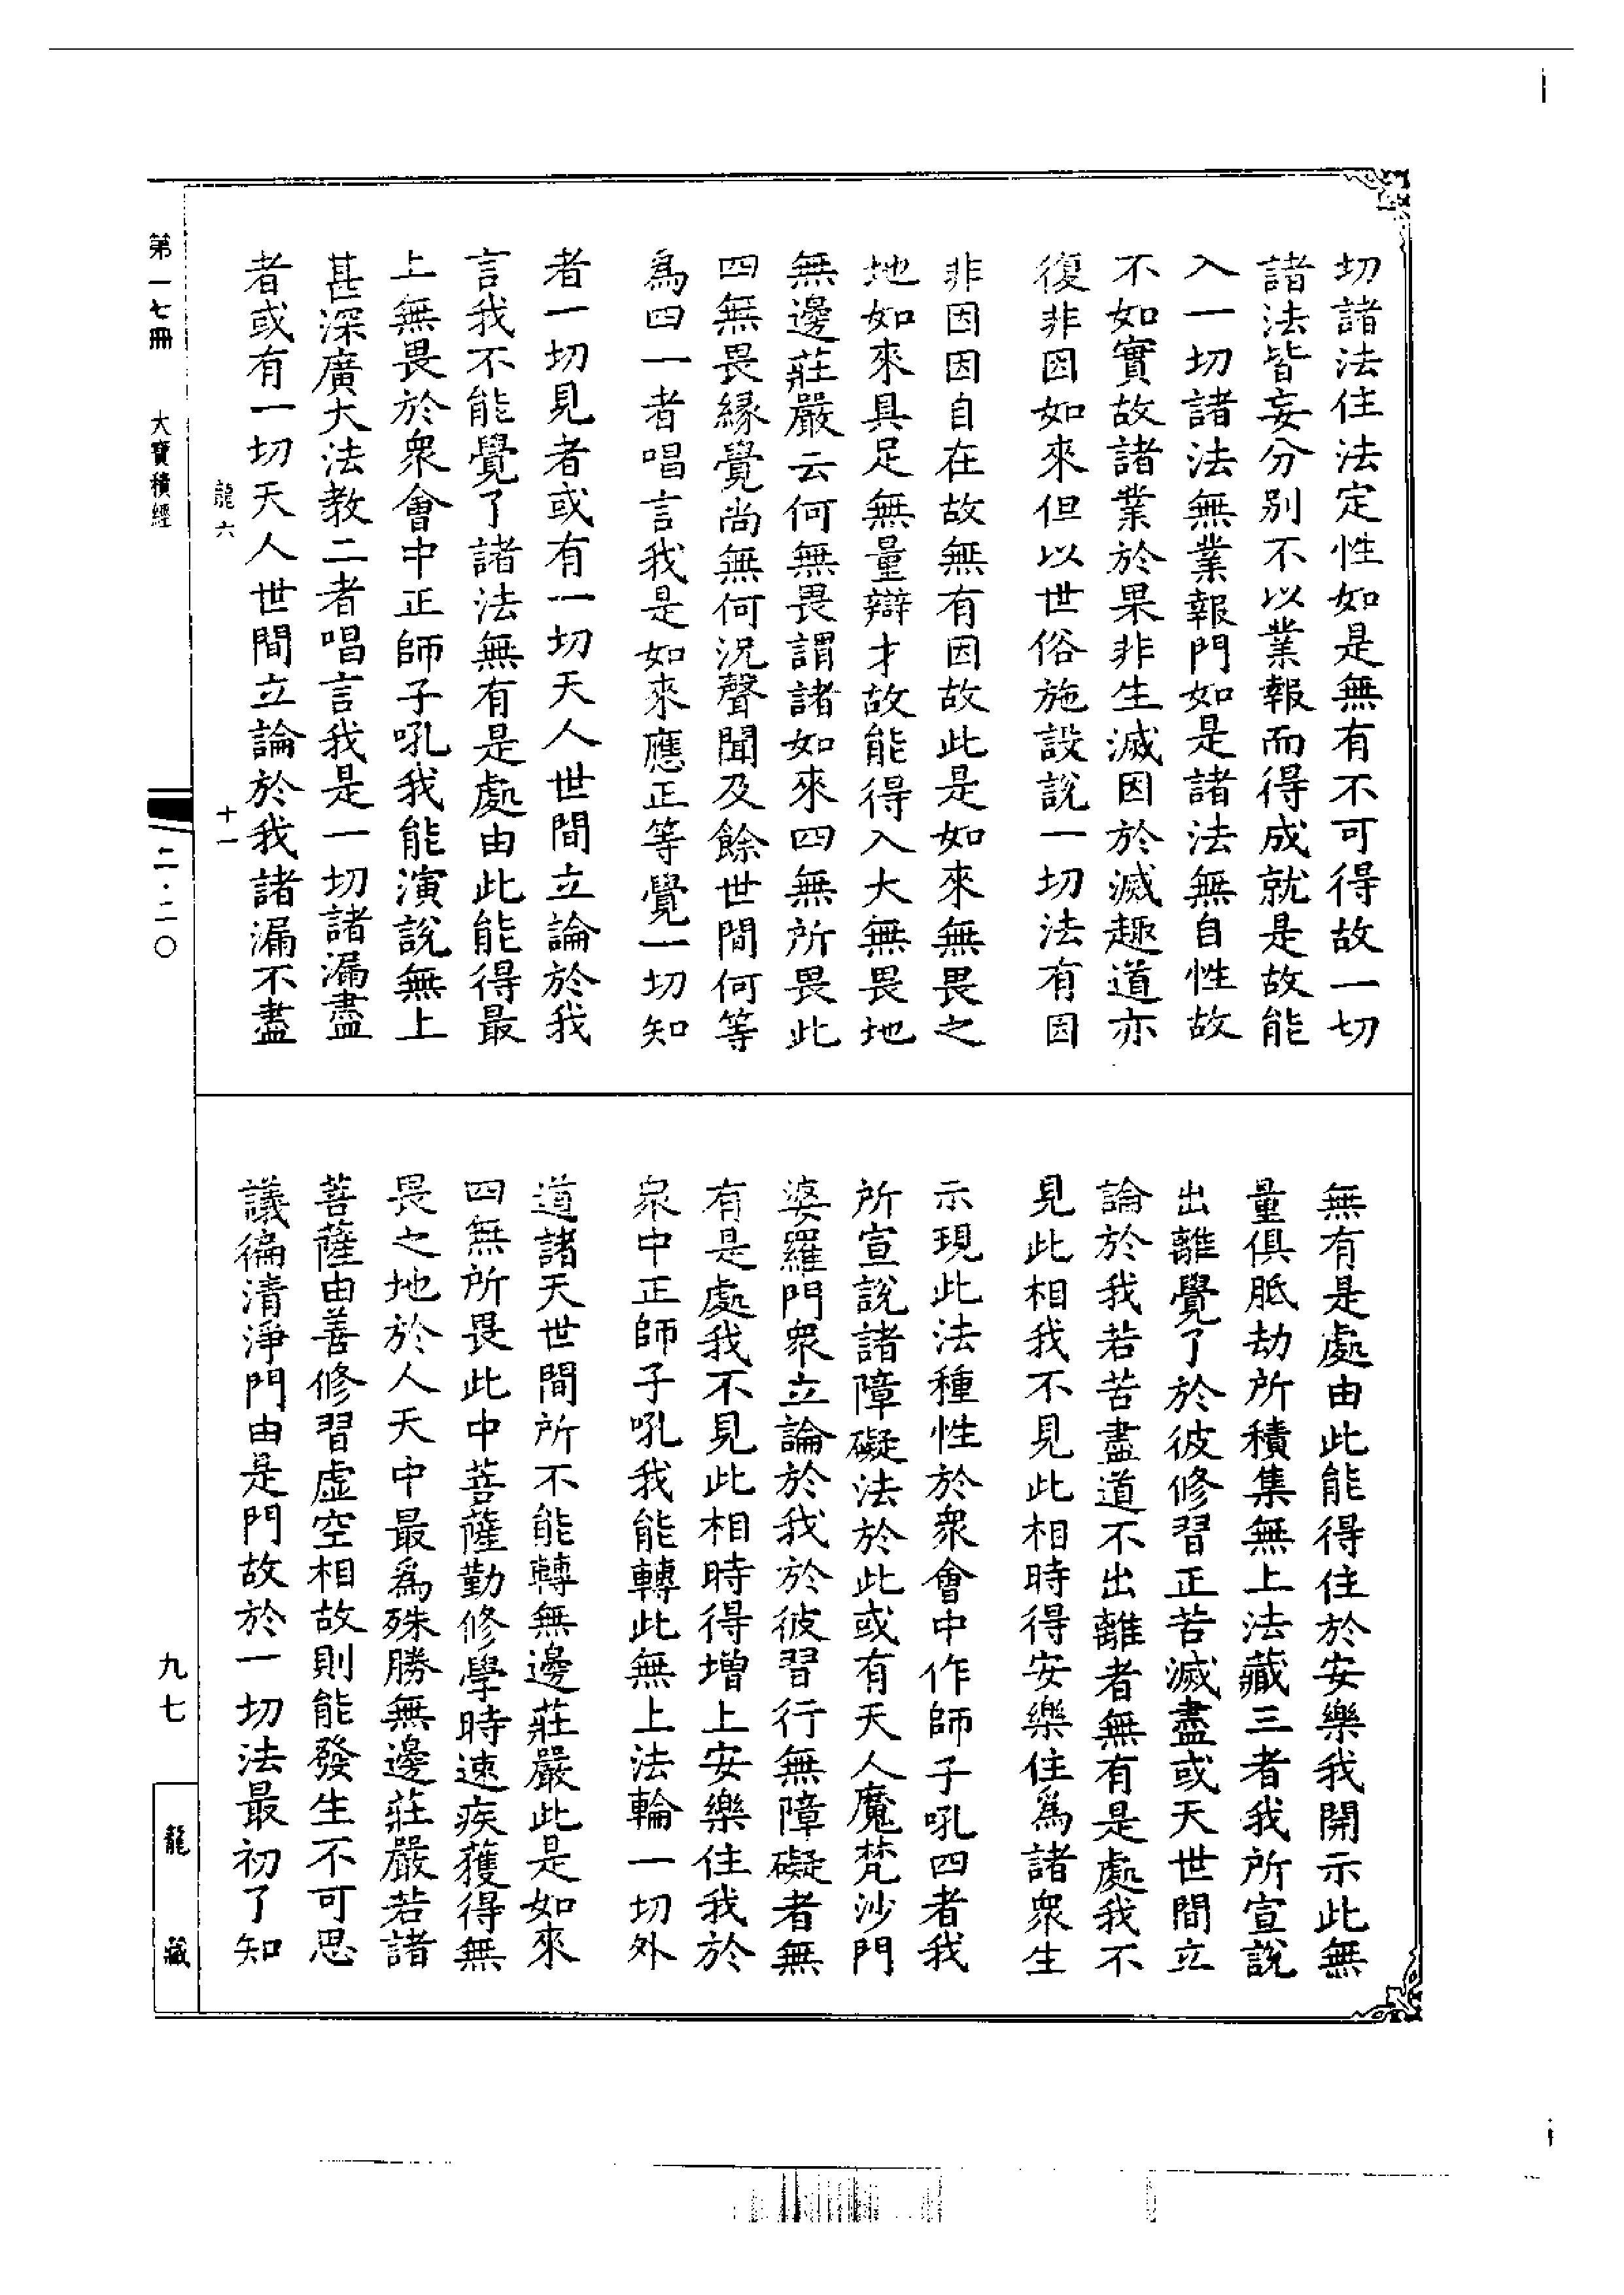 切諸法住法定性如是無有不可得故一切
諸法皆妄分別不以業報而得成就是故能
入一切諸法無業報門如是諸法無自性故
不如實故諸業於果非生滅因於滅趣道亦
復非因如來但以世俗施設說一切法有因
非因因自在故無有因故此是如來無畏之
地如來具足無量辯才故能得入大無畏地
無邊莊嚴云何無畏謂諸如來四無所畏此
四無畏緣覺尚無何況聲聞及餘世間何等
為四一者唱言我是如來應正等覺一切知
者一切見者或有一切天人世間立論於我
言我不能覺了諸法無有是處由此能得最
上無畏於眾會中正師子吼我能演說無上
甚深廣大法教二者唱言我是一切諸漏盡
者或有一切天人世間立論於我諸漏不盡
龍六
十一
無有是處由此能得住於安樂我開示此無
量俱胝劫所積集無上法藏三者我所宣說
出離覺了於彼修習正苦滅盡或天世間立
論於我若苦盡道不出離者無有是處我不
見此相我不見此相時得安樂住為諸眾生
示現此法種性於眾會中作師子吼四者我
所宣說諸障礙法於此或有天人魔梵沙門
婆羅門眾立論於我於彼習行無障礙者無
有是處我不見此相時得增上安樂住我於
眾中正師子吼我能轉此無上法輪一切外
道諸天世間所不能轉無邊莊嚴此是如來
四無所畏此中菩薩勤修學時速疾獲得無
畏之地於人天中最為殊勝無邊莊嚴若諸
菩薩由善修習虛空相故則能發生不可思
議徧清淨門由是門故於一切法最初了知
第一七冊 大寶積經
二·二〇
九七
龍藏